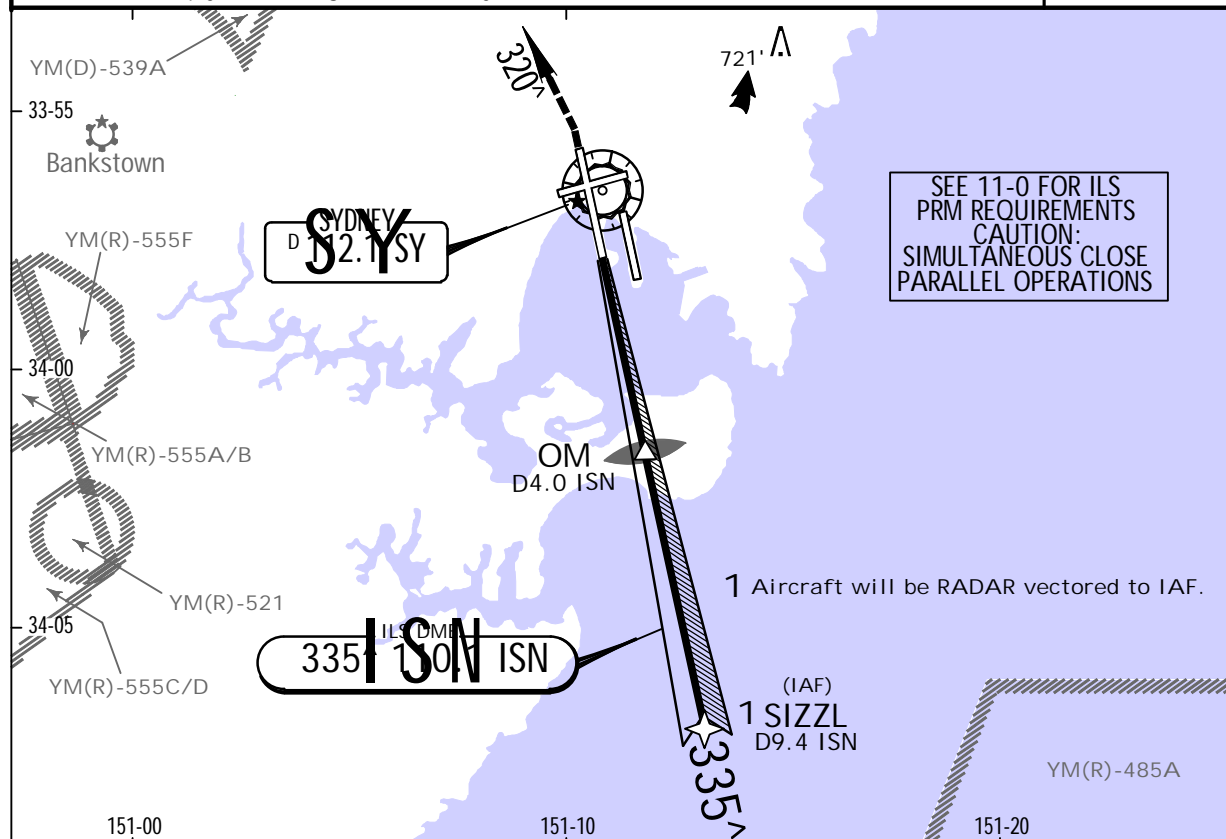 YM(D)-539A
721'
320^
33-55
Bankstown
SYDNEY
D 112.1 SY
SY
SEE 11-0 FOR ILS
PRM REQUIREMENTS
CAUTION:
SIMULTANEOUS CLOSE
PARALLEL OPERATIONS
YM(R)-555F
34-00
YM(R)-555A/B
OM
D4.0 ISN
1 Aircraft will be RADAR vectored to IAF.
YM(R)-521
34-05
ILS DME
335^ ISN
ISN
YM(R)-555C/D
(IAF)
1 SIZZL
D9.4 ISN
335^
YM(R)-485A
151-00
151-10
151-20